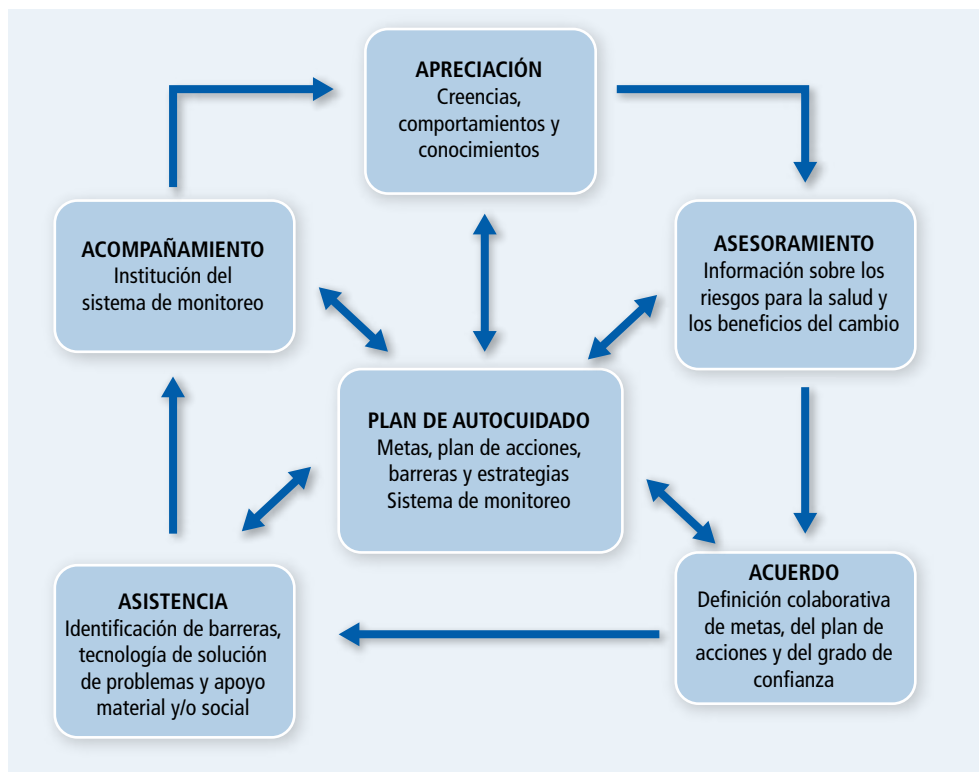 APRECIACIÓN
Creencias,
comportamientos y
conocimientos
ASESORAMIENTO
Información sobre los
riesgos para la salud y
los beneficios del cambio
ACUERDO
Definición colaborativa
de metas, del plan de
acciones y del grado de
confianza
ASISTENCIA
Identificación de barreras,
tecnología de solución
de problemas y apoyo
material y/o social
ACOMPAÑAMIENTO
Institución del
sistema de monitoreo
PLAN DE AUTOCUIDADO
Metas, plan de acciones,
barreras y estrategias
Sistema de monitoreo